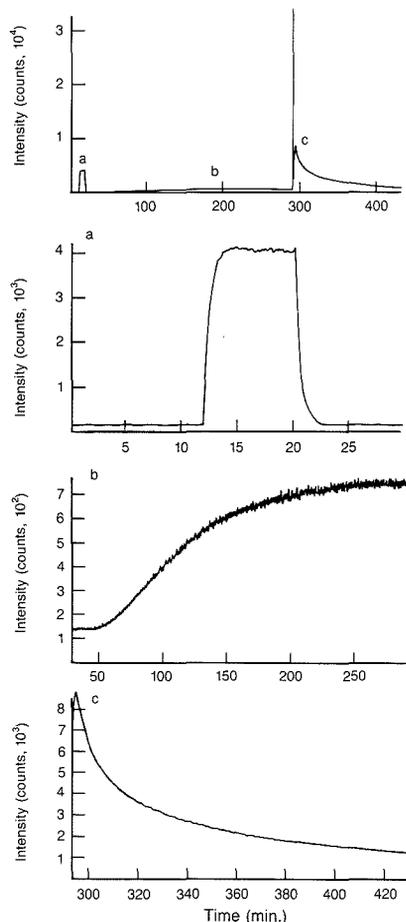 Intensity (counts, 10⁴)
3
2
1
a
b
c
100 200 300 400
a
Intensity (counts, 10³)
4
3
2
1
5 10 15 20 25
b
Intensity (counts, 10²)
7
6
5
4
3
2
1
50 100 150 200 250
c
Intensity (counts, 10³)
8
7
6
5
4
3
2
1
300 320 340 360 380 400 420
Time (min.)